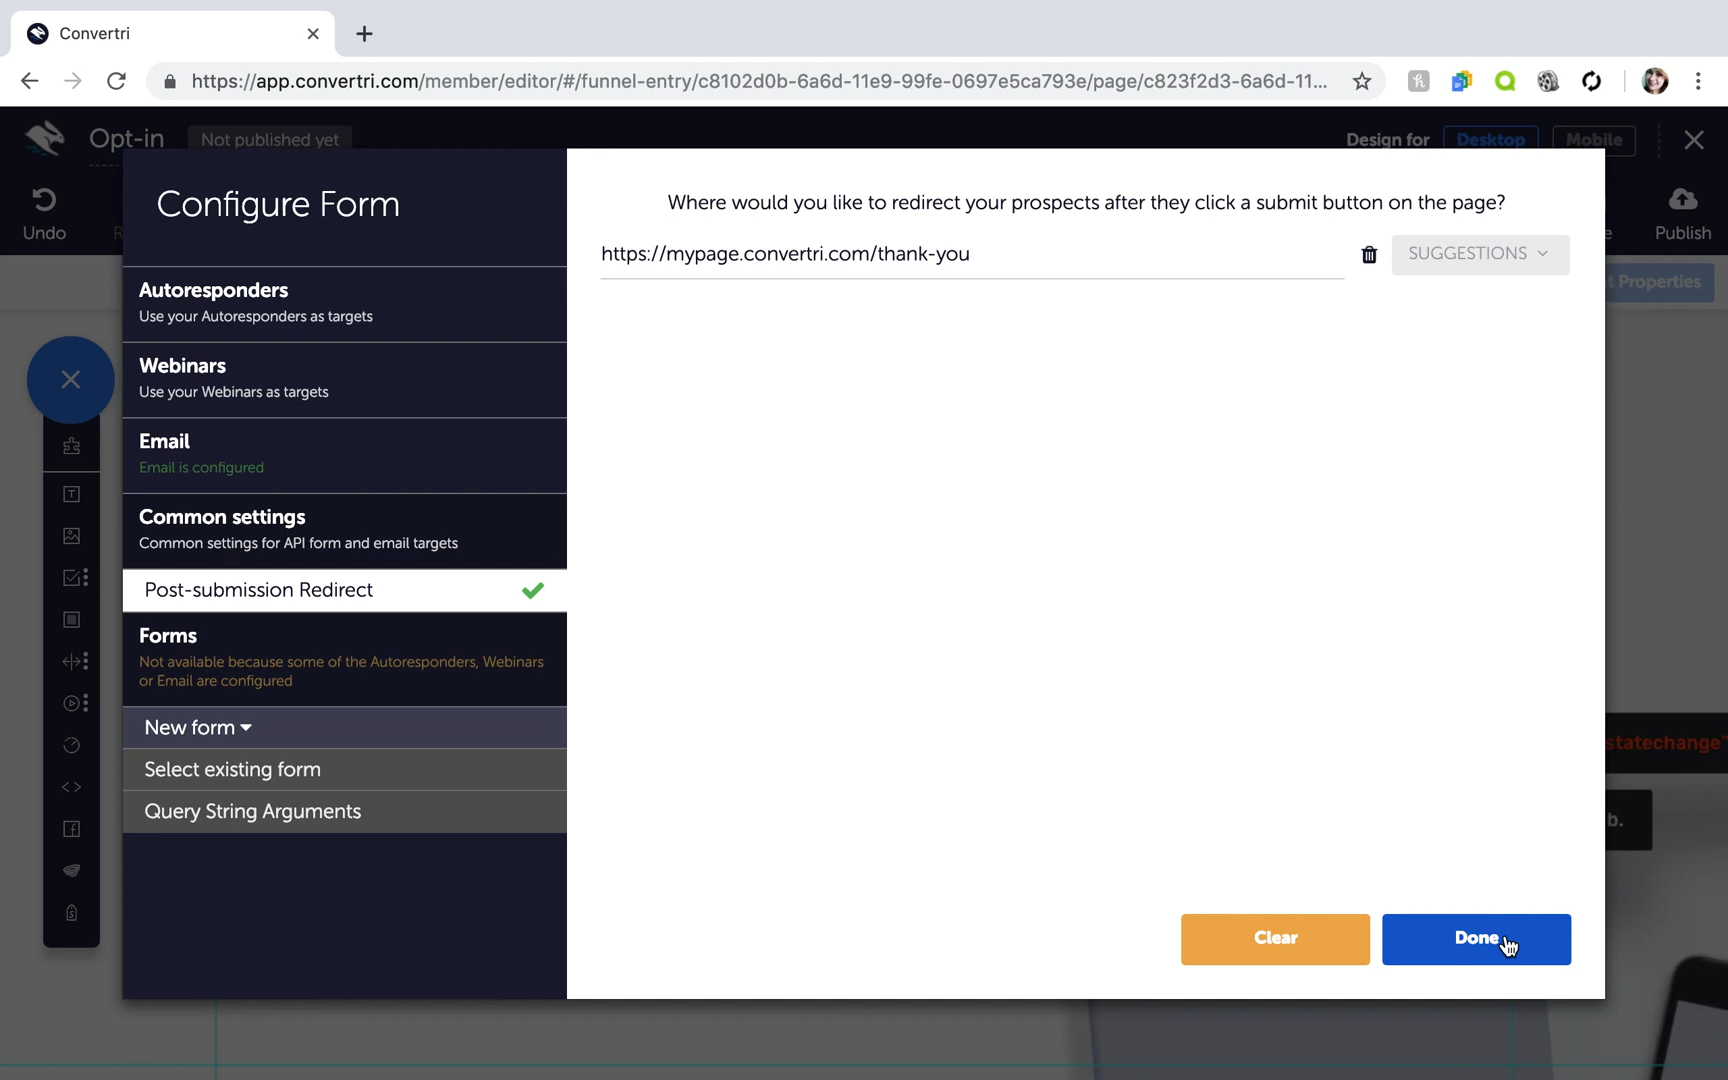 Convertri
https://app.convertri.com/member/editor/#/funnel-entry/c8102d0b-6a6d-11e9-99fe-0697e5ca793e/page/c823f2d3-6a6d-11...
Opt-in
Not published yet
Design for
Desktop
Mobile
Undo
Publish
Properties
Configure Form
Autoresponders
Use your Autoresponders as targets
Webinars
Use your Webinars as targets
Email
Email is configured
Common settings
Common settings for API form and email targets
Post-submission Redirect
Forms
Not available because some of the Autoresponders, Webinars
or Email are configured
New form
Select existing form
Query String Arguments
Where would you like to redirect your prospects after they click a submit button on the page?
https://mypage.convertri.com/thank-you
SUGGESTIONS
statechange"
b.
Clear
Done